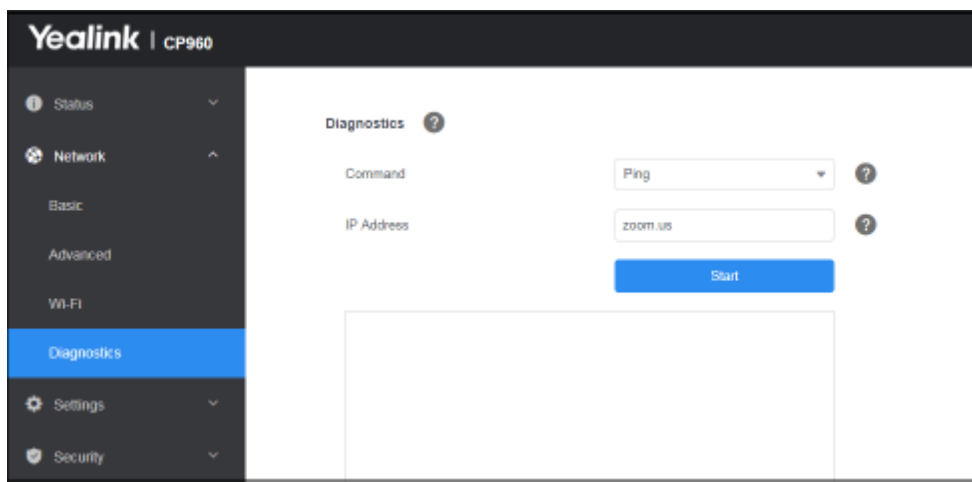 Yealink | CP960
Status
Network
Basic
Advanced
Wi-Fi
Diagnostics
Settings
Security
Diagnostics ?
Command Ping ?
IP Address zoom.us ?
Start